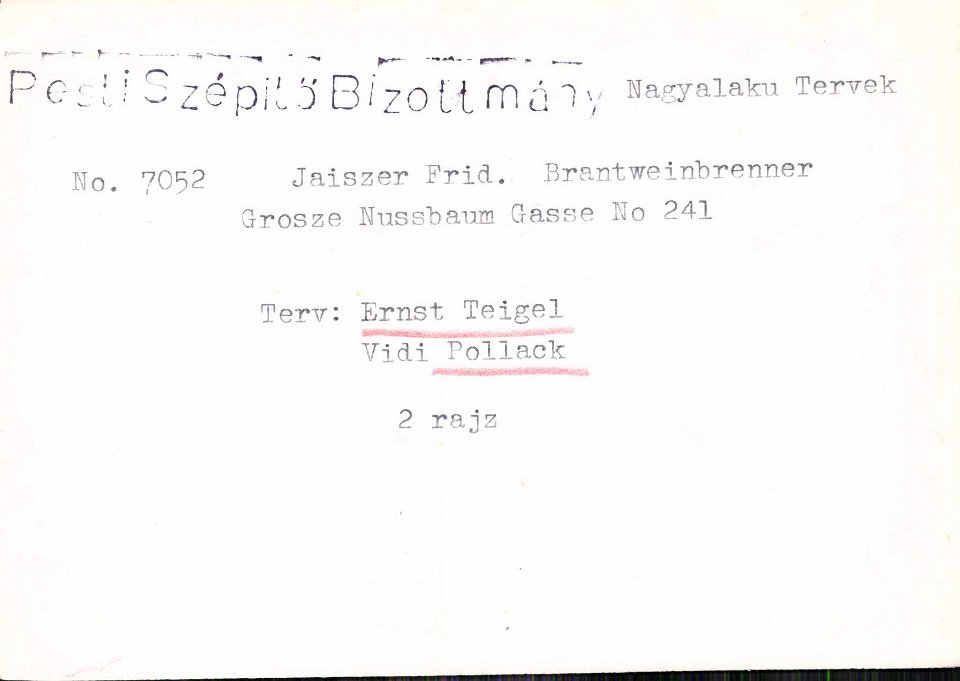 Pesti Szépítő Bizottmány Nagyalaku Tervek
No. 7052 Jaiszer Frid. Brantweinbrenner
Grosze Nussbaum Gasse No 241
Terv: Ernst Teigel
Vidi Pollack
2 rajz